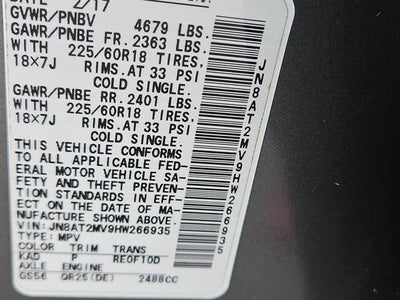 DATE 2/17
GVWR/PNBV 4679 LBS.
GAWR/PNBE FR. 2363 LBS.
WITH 225/60R18 TIRES,
18×7J RIMS.AT 33 PSI
COLD SINGLE.
GAWR/PNBE RR. 2401 LBS.
WITH 225/60R18 TIRES,
18×7J RIMS.AT 33 PSI
COLD SINGLE.
THIS VEHICLE CONFORMS
TO ALL APPLICABLE FED-
ERAL MOTOR VEHICLE SA-
FETY AND THEFT PREVEN-
TION STANDARDS IN EFF-
ECT ON THE DATE OF MA-
NUFACTURE SHOWN ABOVE.
VIN: JN8AT2MV9HW266935
TYPE: MPV
COLOR TRIM TRANS
KAD P RE0F10D
AXLE ENGINE
GS56 QR25(DE) 2488CC
JN8AT2MV9HW266935